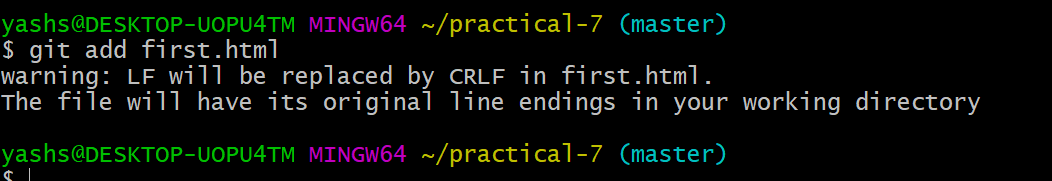 yashs@DESKTOP-UOPU4TM MINGW64 ~/practical-7 (master)
$ git add first.html
warning: LF will be replaced by CRLF in first.html.
The file will have its original line endings in your working directory
yashs@DESKTOP-UOPU4TM MINGW64 ~/practical-7 (master)
$